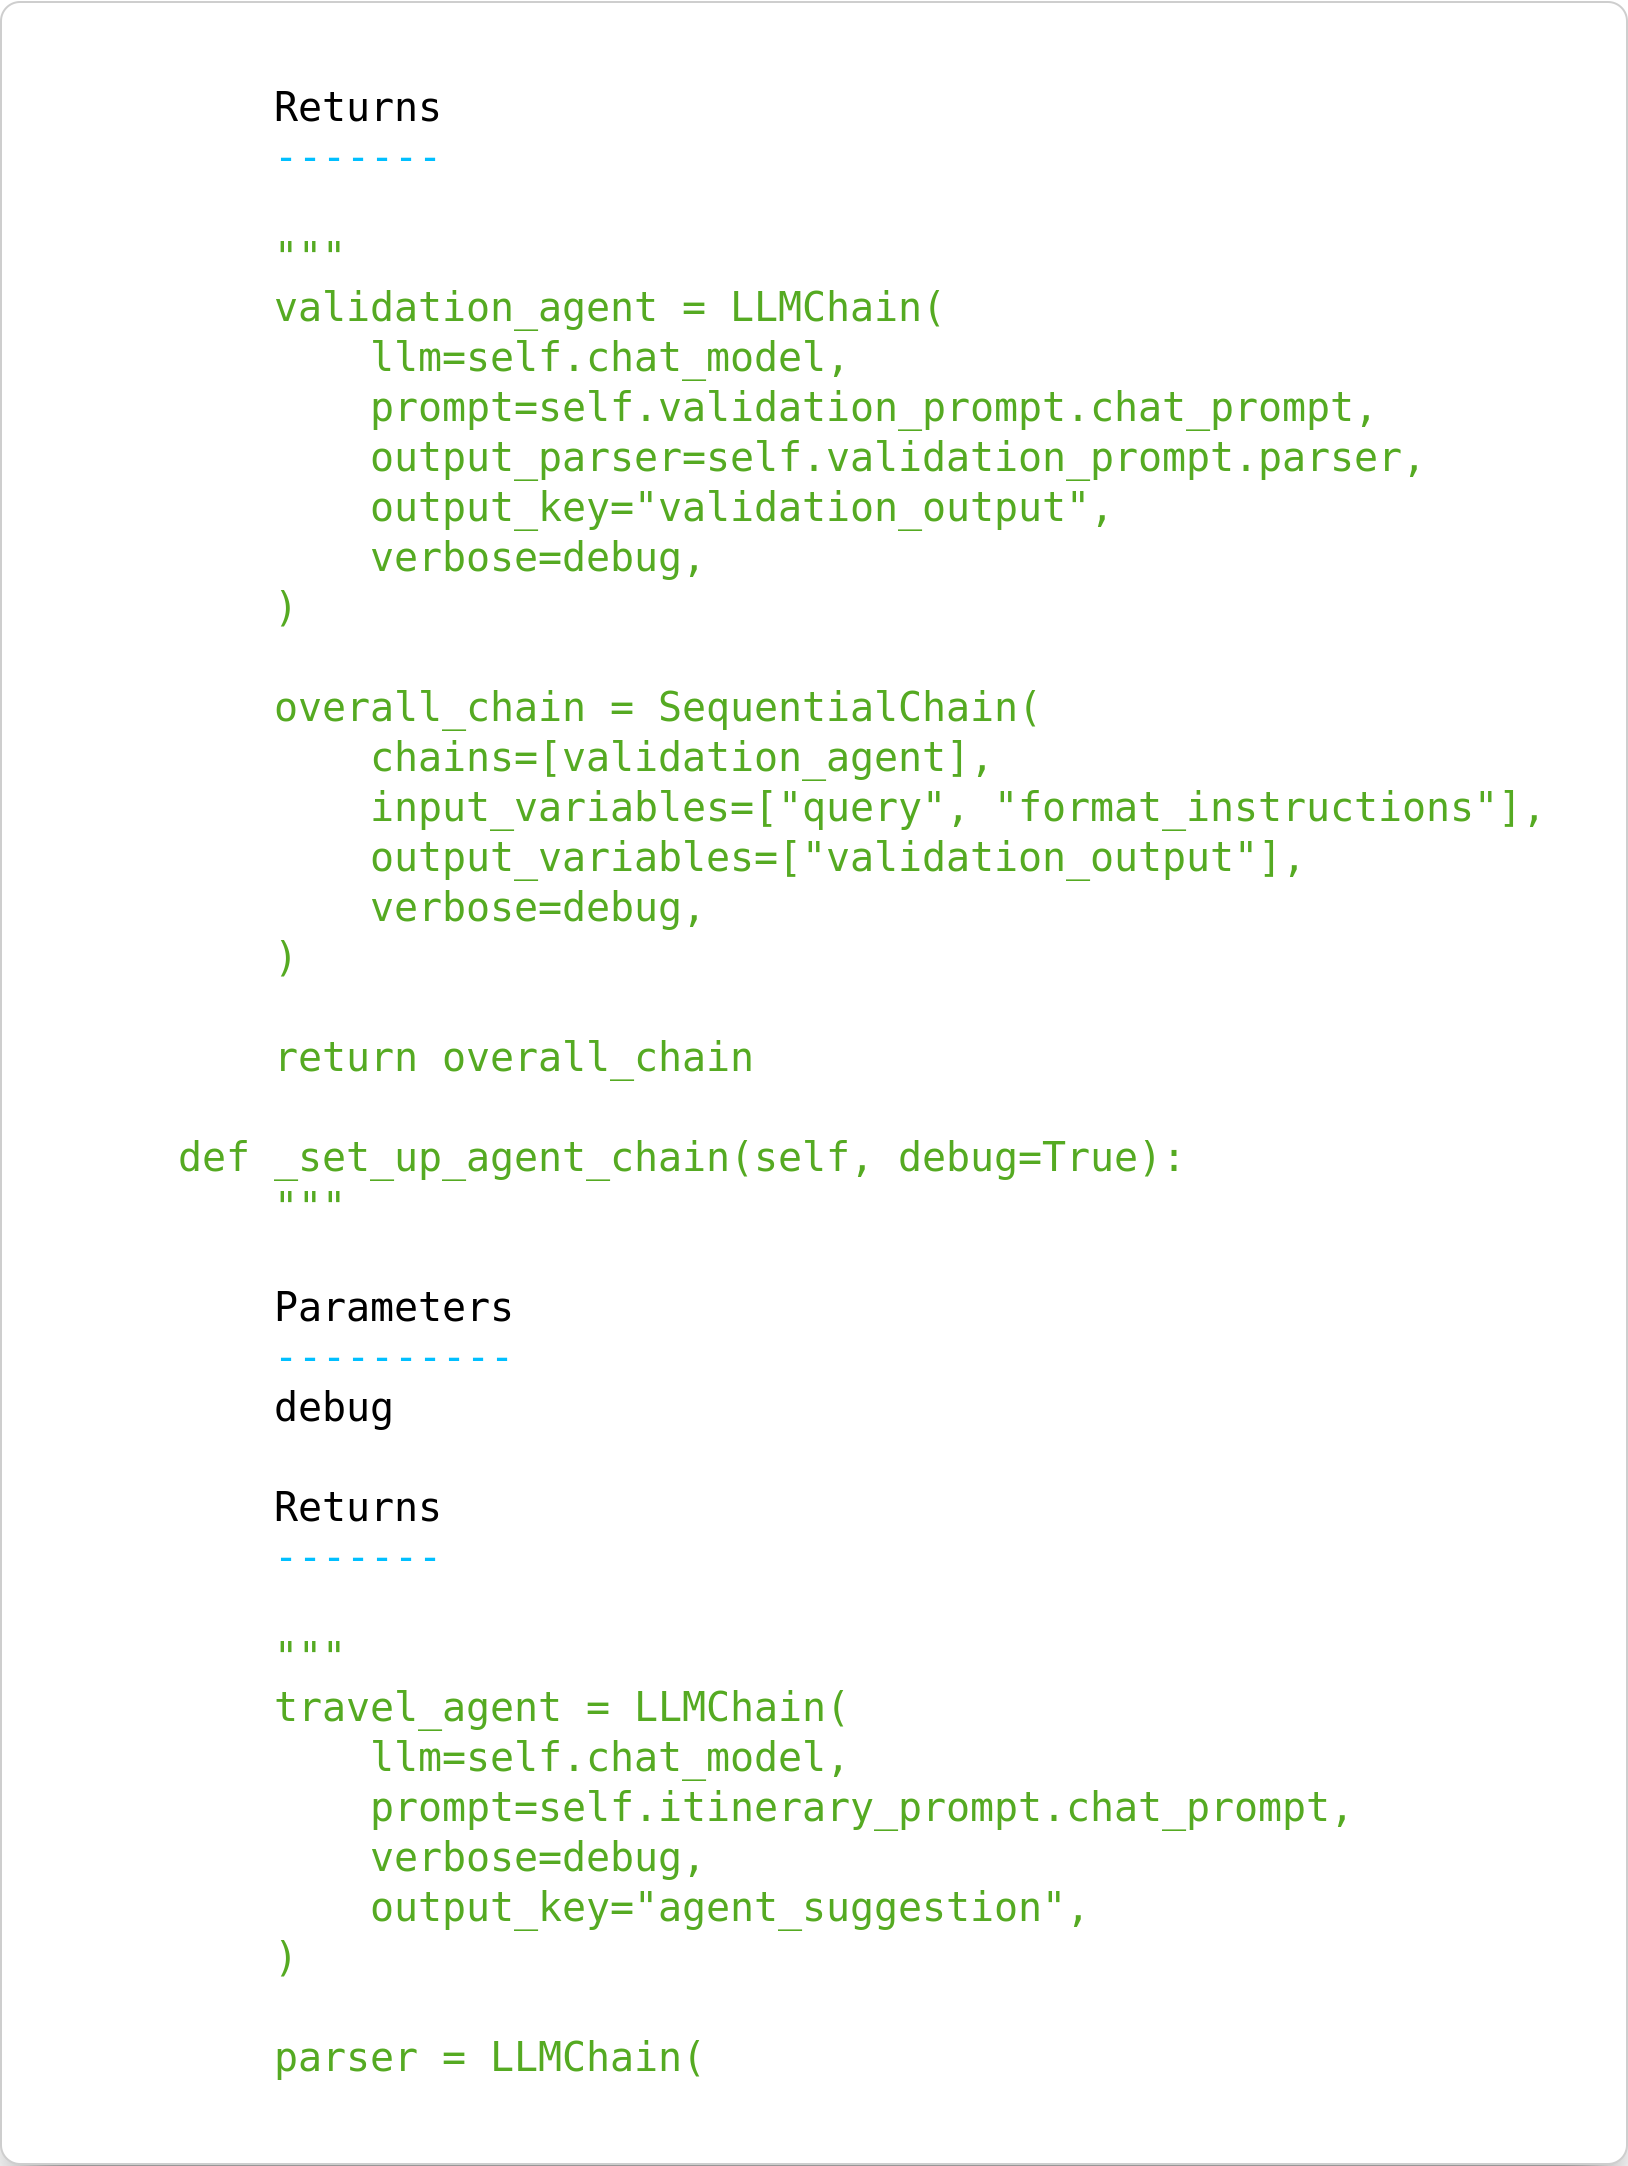 Returns
-------
"""
validation_agent = LLMChain(
    llm=self.chat_model,
    prompt=self.validation_prompt.chat_prompt,
    output_parser=self.validation_prompt.parser,
    output_key="validation_output",
    verbose=debug,
)
overall_chain = SequentialChain(
    chains=[validation_agent],
    input_variables=["query", "format_instructions"],
    output_variables=["validation_output"],
    verbose=debug,
)
return overall_chain
def _set_up_agent_chain(self, debug=True):
"""
Parameters
----------
debug
Returns
-------
"""
travel_agent = LLMChain(
    llm=self.chat_model,
    prompt=self.itinerary_prompt.chat_prompt,
    verbose=debug,
    output_key="agent_suggestion",
)
parser = LLMChain(